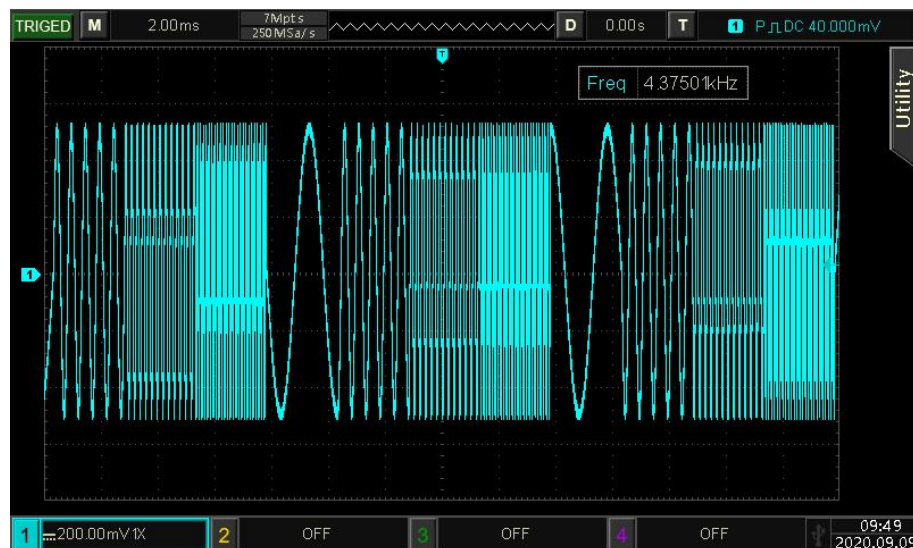 TRIGED M 2.00ms 7Mpts D 0.00s T 1 P DC 40.000mV
250MSa/s
T
Freq 4.37501kHz
Utility
1
1 200.00mV 1X 2 OFF 3 OFF 4 OFF 09:49
2020.09.09